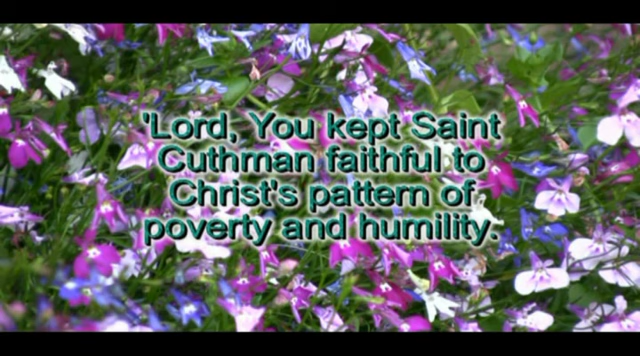 'Lord, You kept Saint
Cuthman faithful to
Christ's pattern of
poverty and humility.